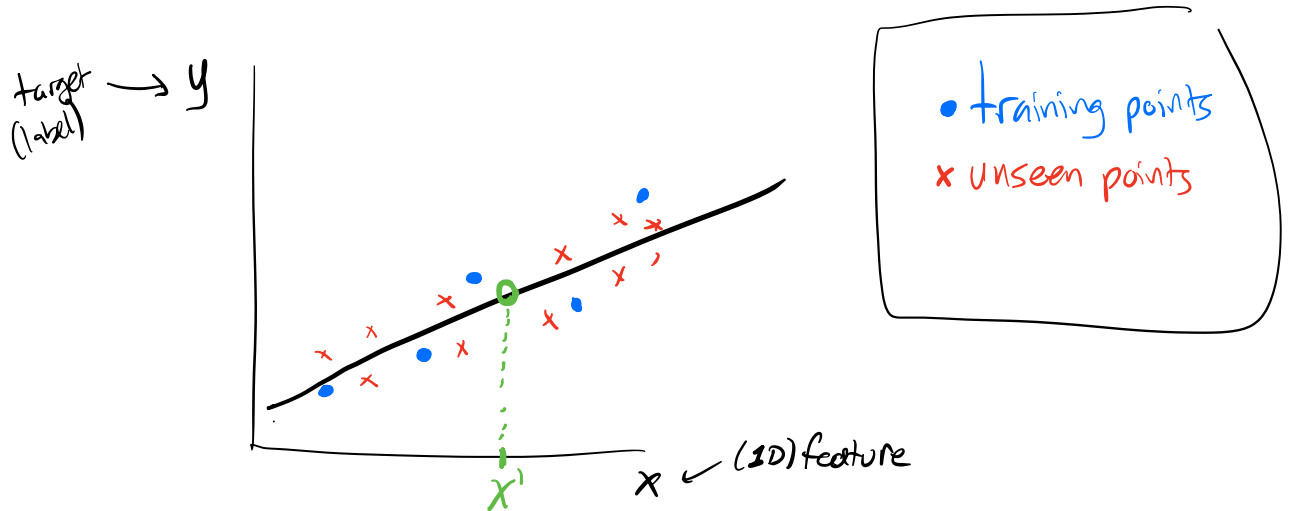 target → y
(label)
• training points
x unseen points
(1D) feature
x
x'